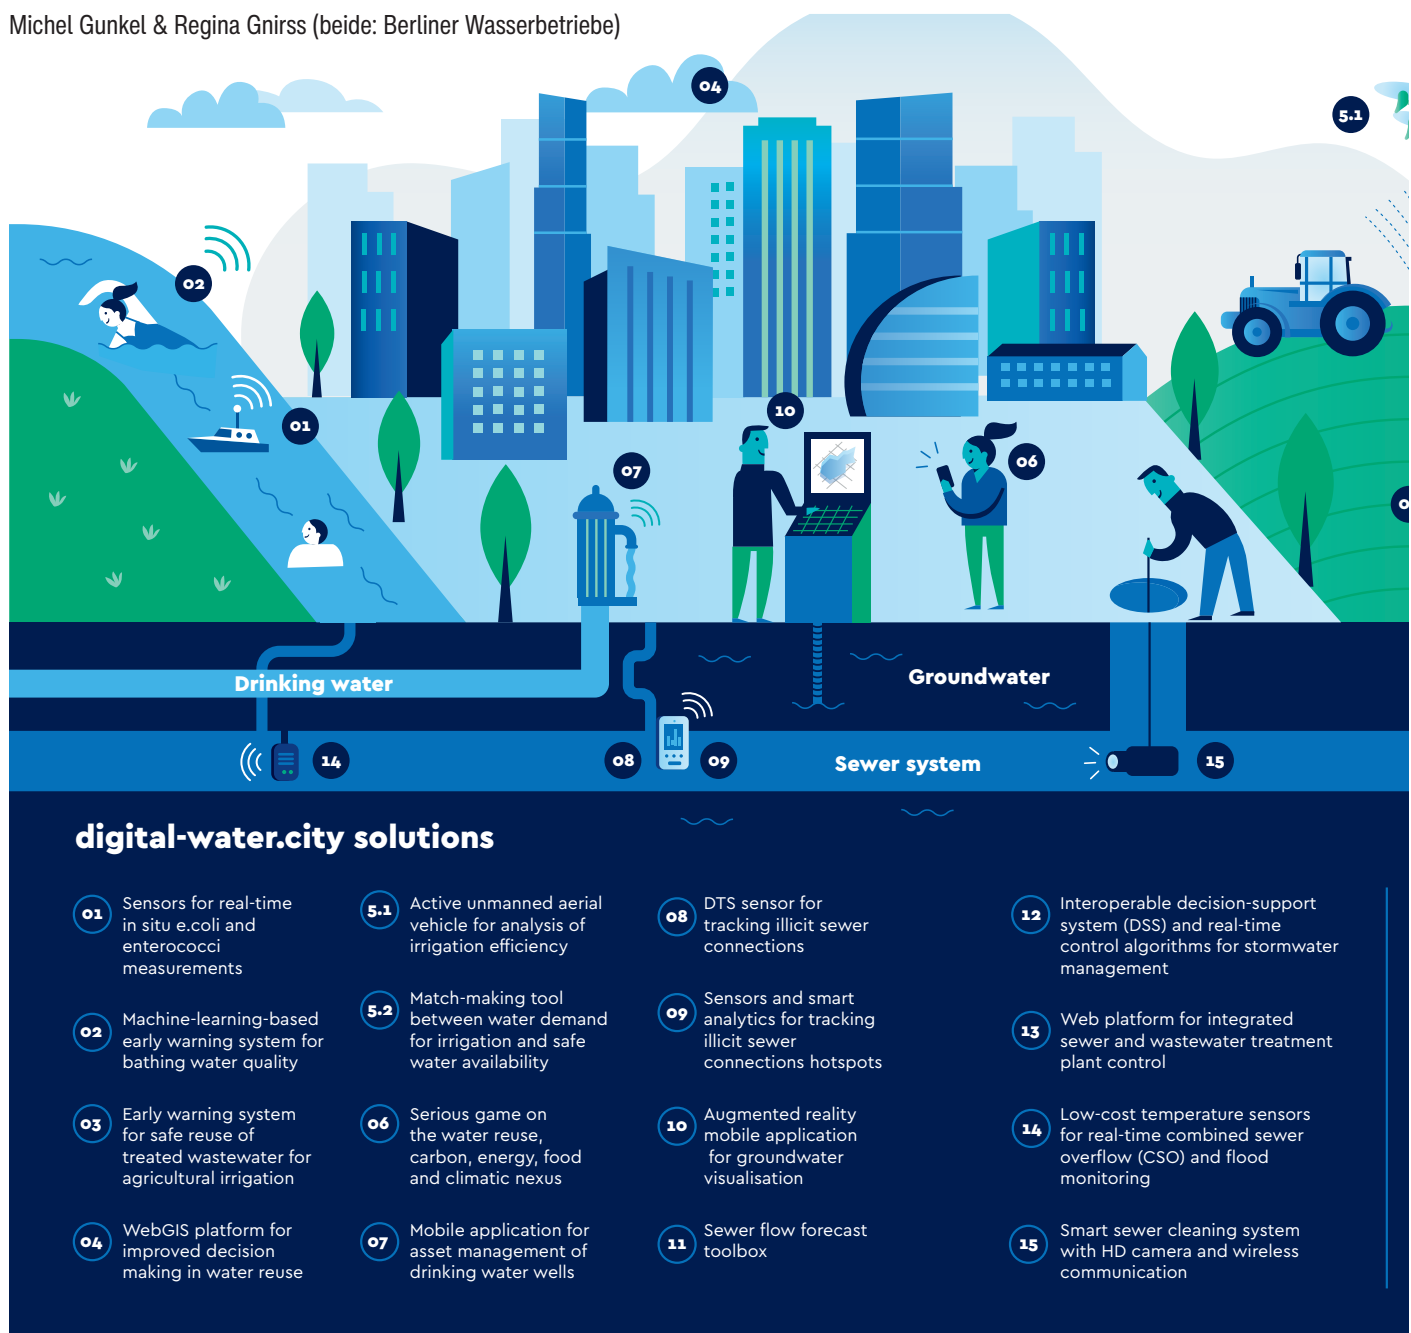 Michel Gunkel & Regina Gnirss (beide: Berliner Wasserbetriebe)
04
5.1
02
01
10
07
06
Drinking water
Groundwater
14
08
09
Sewer system
15
digital-water.city solutions
01
Sensors for real-time
in situ e.coli and
enterococci
measurements
02
Machine-learning-based
early warning system for
bathing water quality
03
Early warning system
for safe reuse of
treated wastewater for
agricultural irrigation
04
WebGIS platform for
improved decision
making in water reuse
5.1
Active unmanned aerial
vehicle for analysis of
irrigation efficiency
5.2
Match-making tool
between water demand
for irrigation and safe
water availability
06
Serious game on
the water reuse,
carbon, energy, food
and climatic nexus
07
Mobile application for
asset management of
drinking water wells
08
DTS sensor for
tracking illicit sewer
connections
09
Sensors and smart
analytics for tracking
illicit sewer
connections hotspots
10
Augmented reality
mobile application
for groundwater
visualisation
11
Sewer flow forecast
toolbox
12
Interoperable decision-support
system (DSS) and real-time
control algorithms for stormwater
management
13
Web platform for integrated
sewer and wastewater treatment
plant control
14
Low-cost temperature sensors
for real-time combined sewer
overflow (CSO) and flood
monitoring
15
Smart sewer cleaning system
with HD camera and wireless
communication